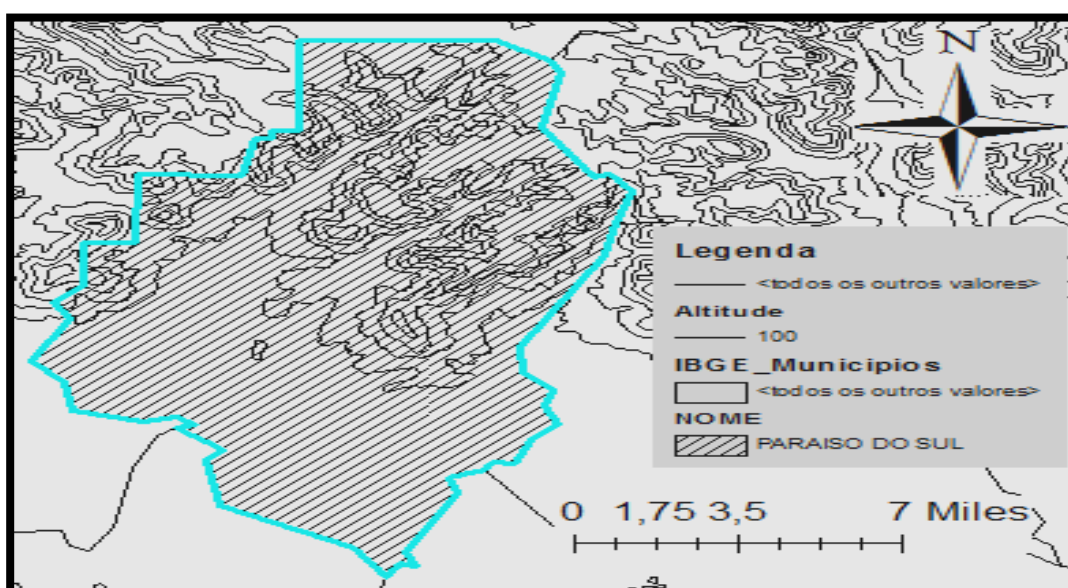 N
Legenda
<todos os outros valores>
Altitude
100
IBGE_Municipios
<todos os outros valores>
NOME
PARAISO DO SUL
0 1,75 3,5 7 Miles